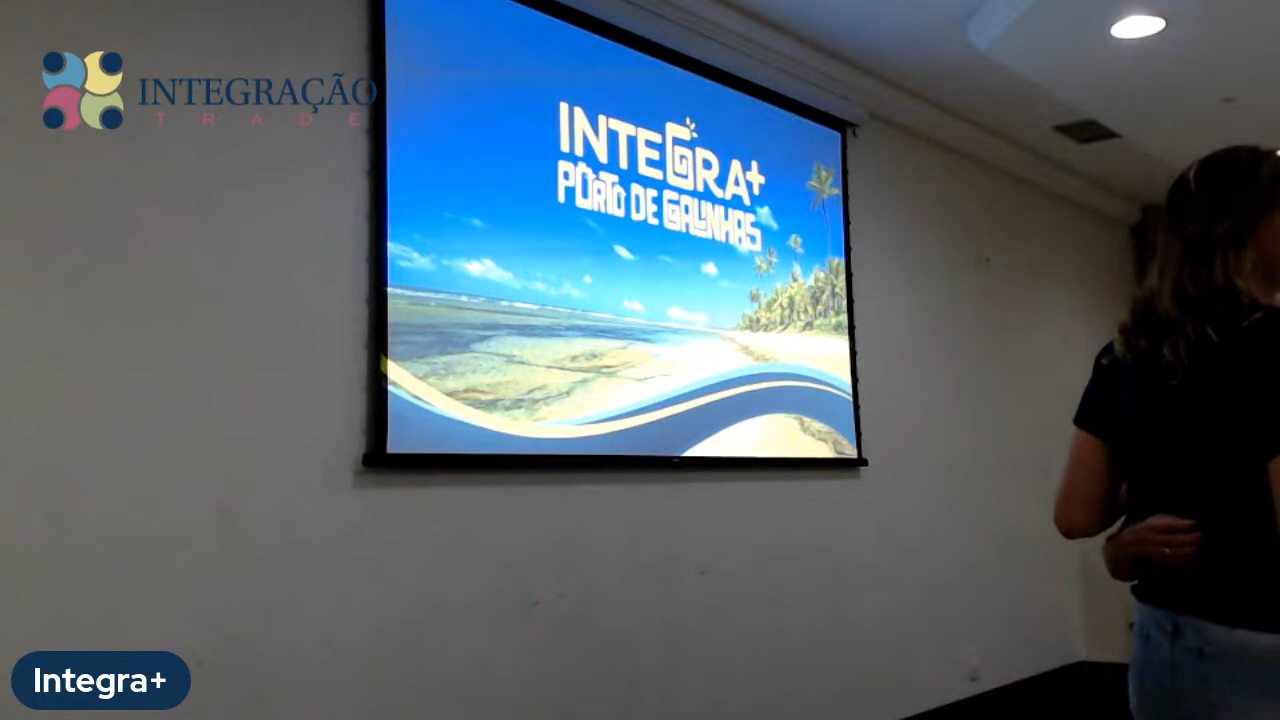 INTEGRAÇÃO
TRADE
INTEGRA+
PORTO DE GALINHAS
Integra+